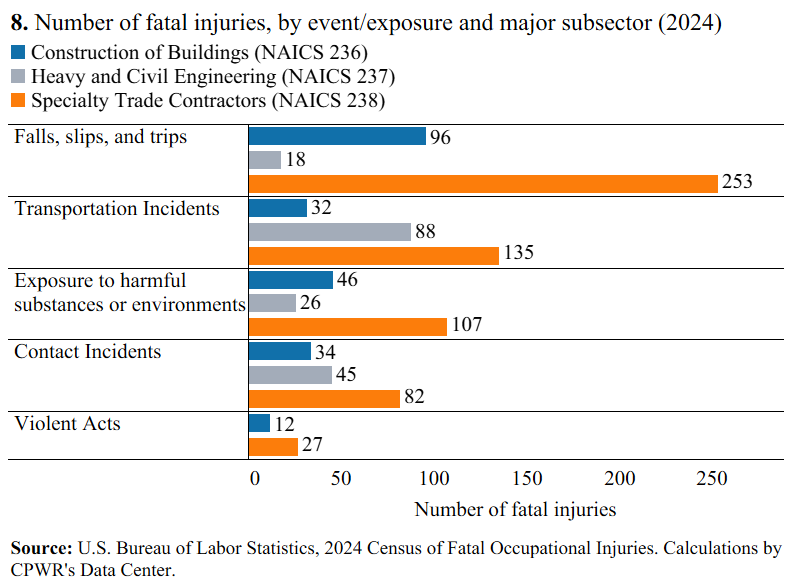 8. Number of fatal injuries, by event/exposure and major subsector (2024)
Construction of Buildings (NAICS 236)
Heavy and Civil Engineering (NAICS 237)
Specialty Trade Contractors (NAICS 238)
Falls, slips, and trips
96
18
253
Transportation Incidents
32
88
135
Exposure to harmful
substances or environments
46
26
107
Contact Incidents
34
45
82
Violent Acts
12
27
0 50 100 150 200 250
Number of fatal injuries
Source: U.S. Bureau of Labor Statistics, 2024 Census of Fatal Occupational Injuries. Calculations by
CPWR's Data Center.